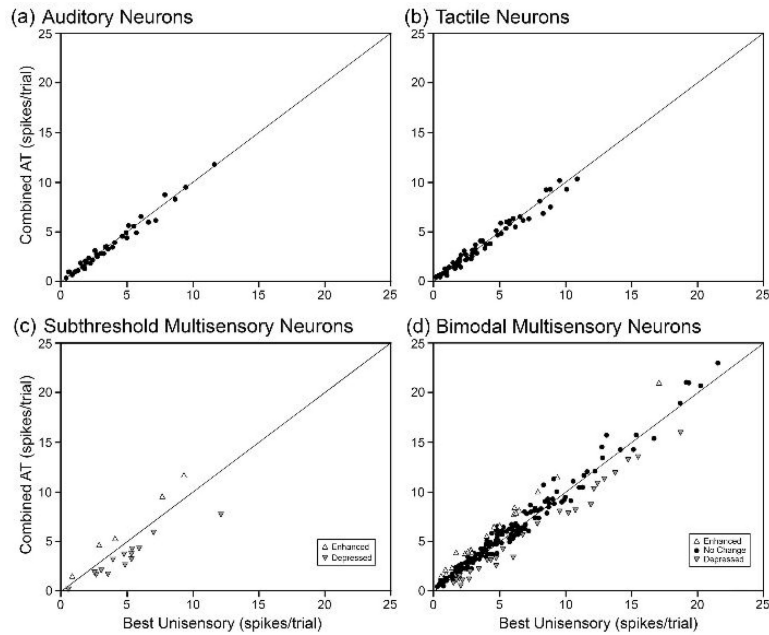 (a) Auditory Neurons
(b) Tactile Neurons
25
20
15
10
5
0
0 5 10 15 20 25
Combined AT (spikes/trial)
25
20
15
10
5
0
0 5 10 15 20 25
(c) Subthreshold Multisensory Neurons
(d) Bimodal Multisensory Neurons
25
20
15
10
5
0
0 5 10 15 20 25
Combined AT (spikes/trial)
Best Unisensory (spikes/trial)
△ Enhanced
▽ Depressed
25
20
15
10
5
0
0 5 10 15 20 25
Best Unisensory (spikes/trial)
△ Enhanced
● No Change
▽ Depressed